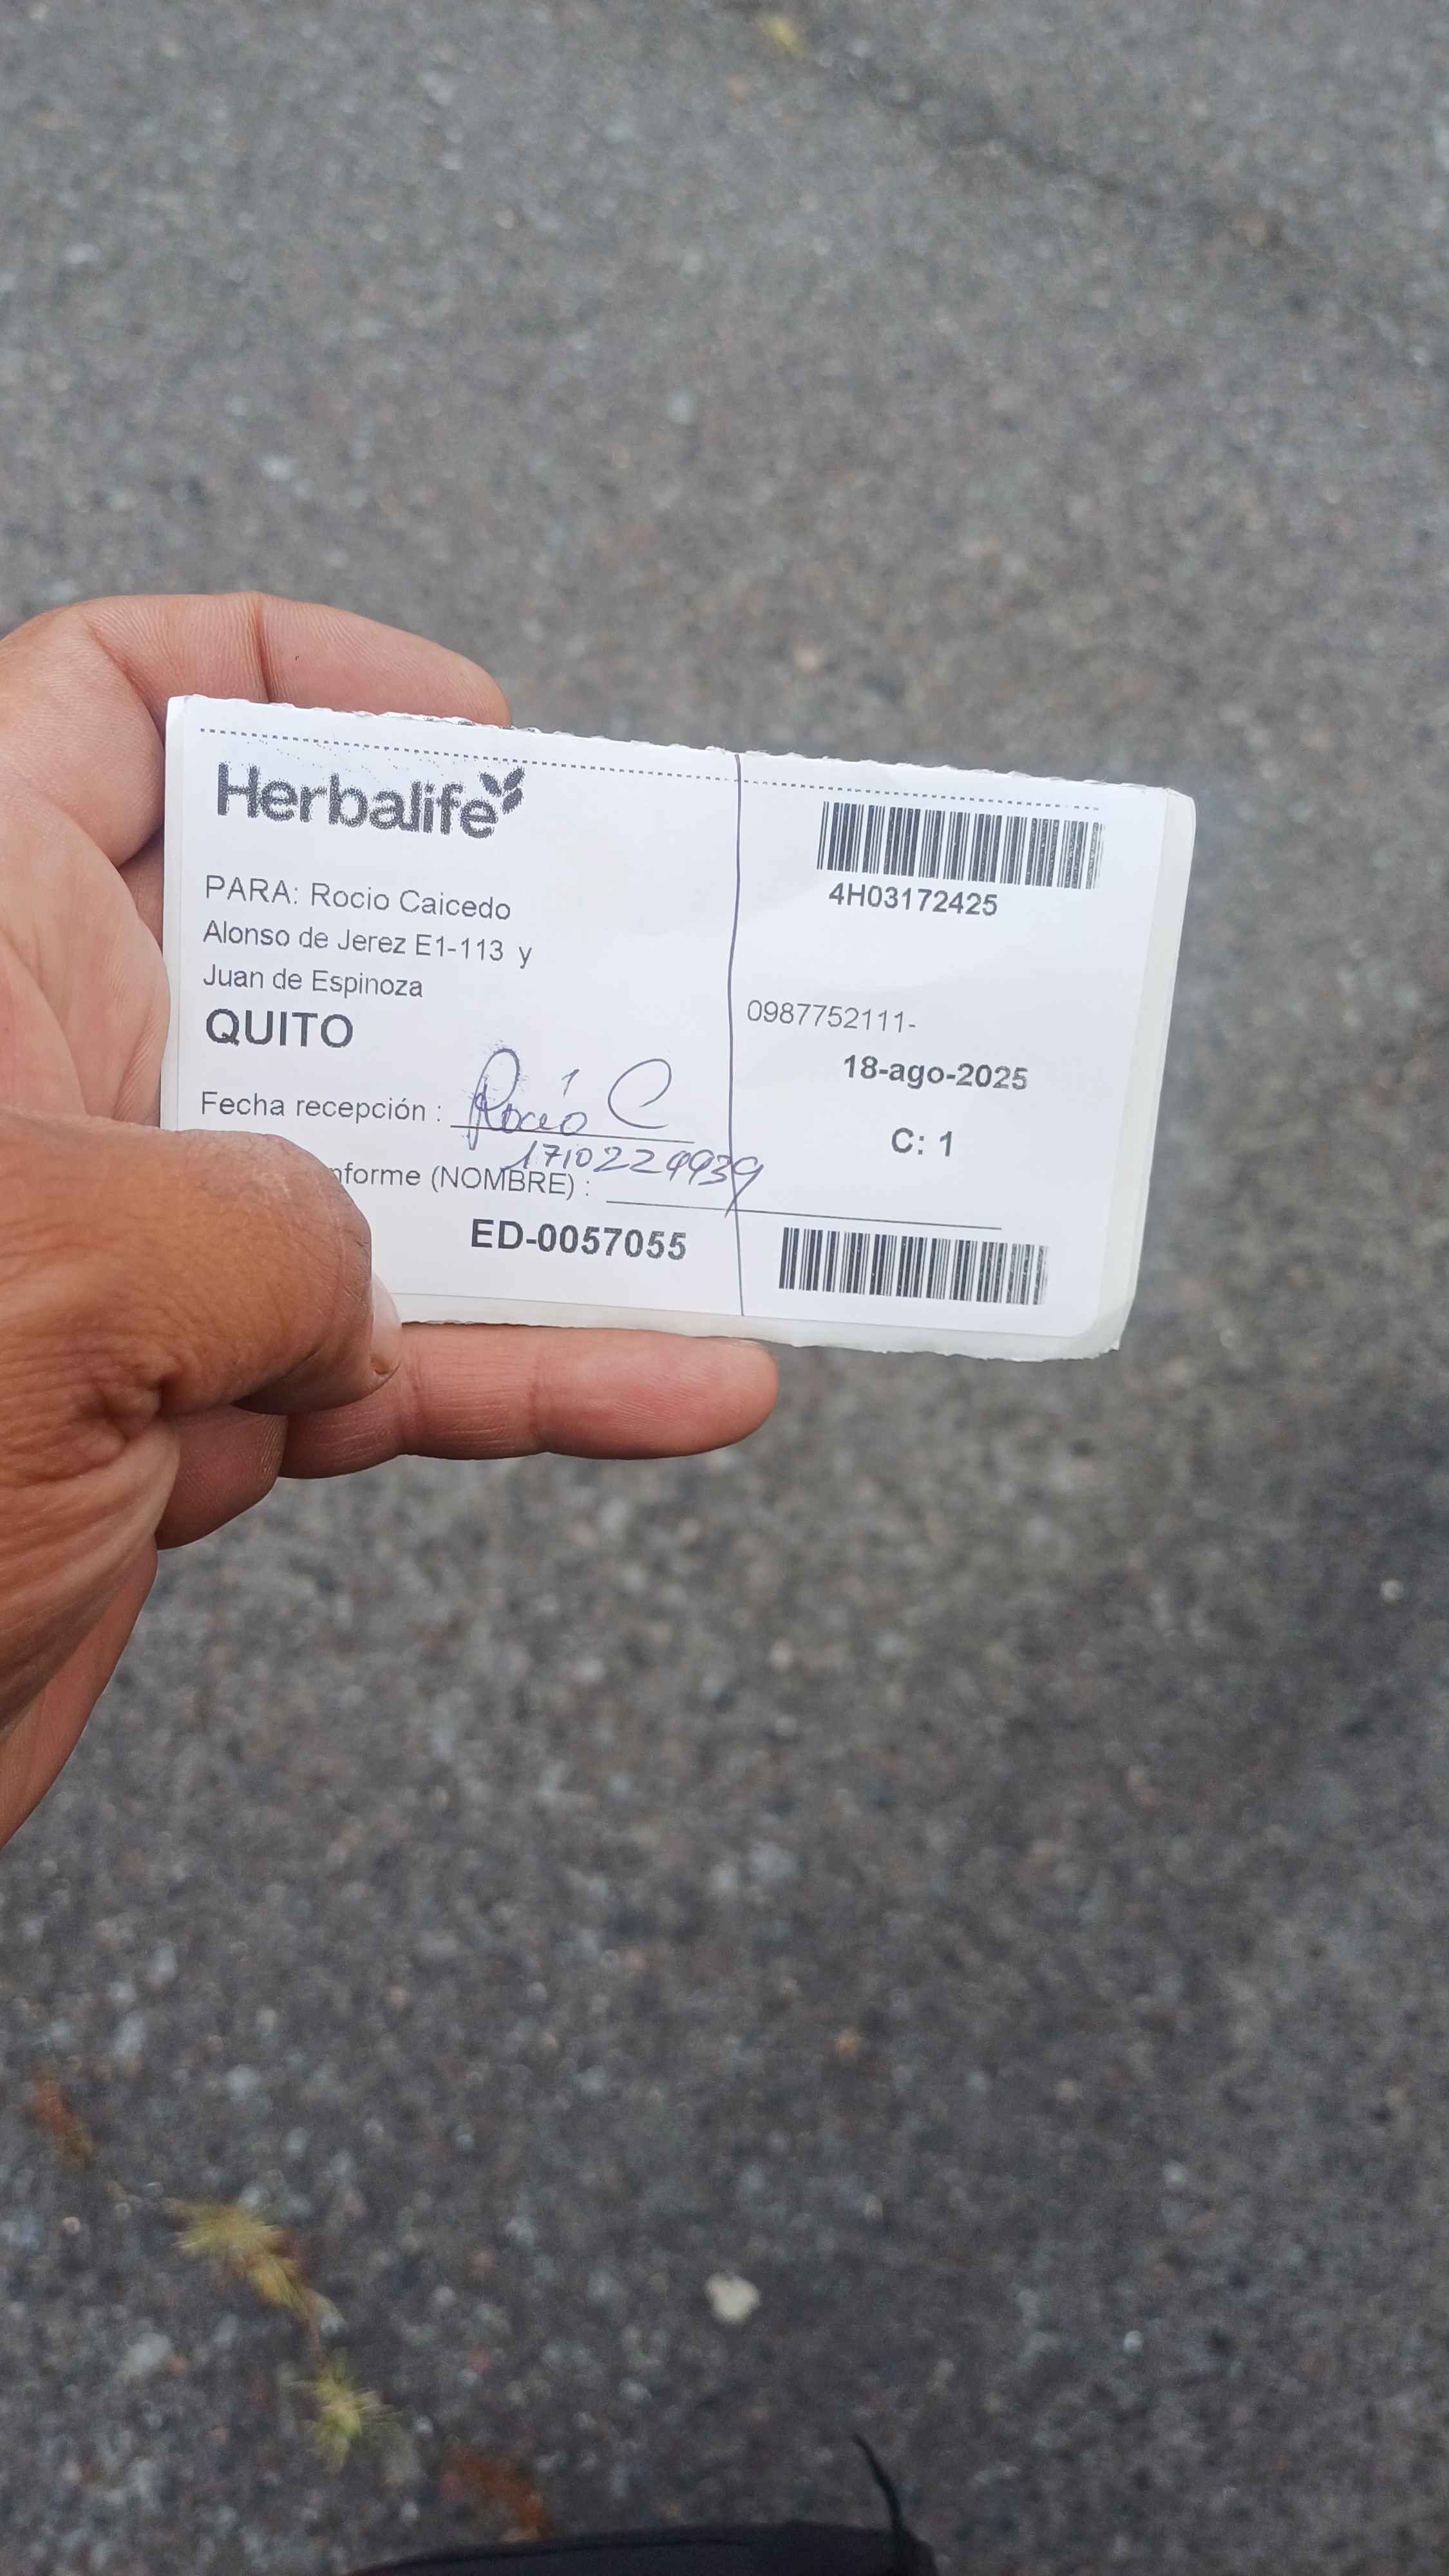 Herbalife
PARA: Rocio Caicedo
Alonso de Jerez E1-113 y
Juan de Espinoza
QUITO
Fecha recepción : Rocío C
1710224939
nforme (NOMBRE) :
ED-0057055
4H03172425
0987752111-
18-ago-2025
C: 1